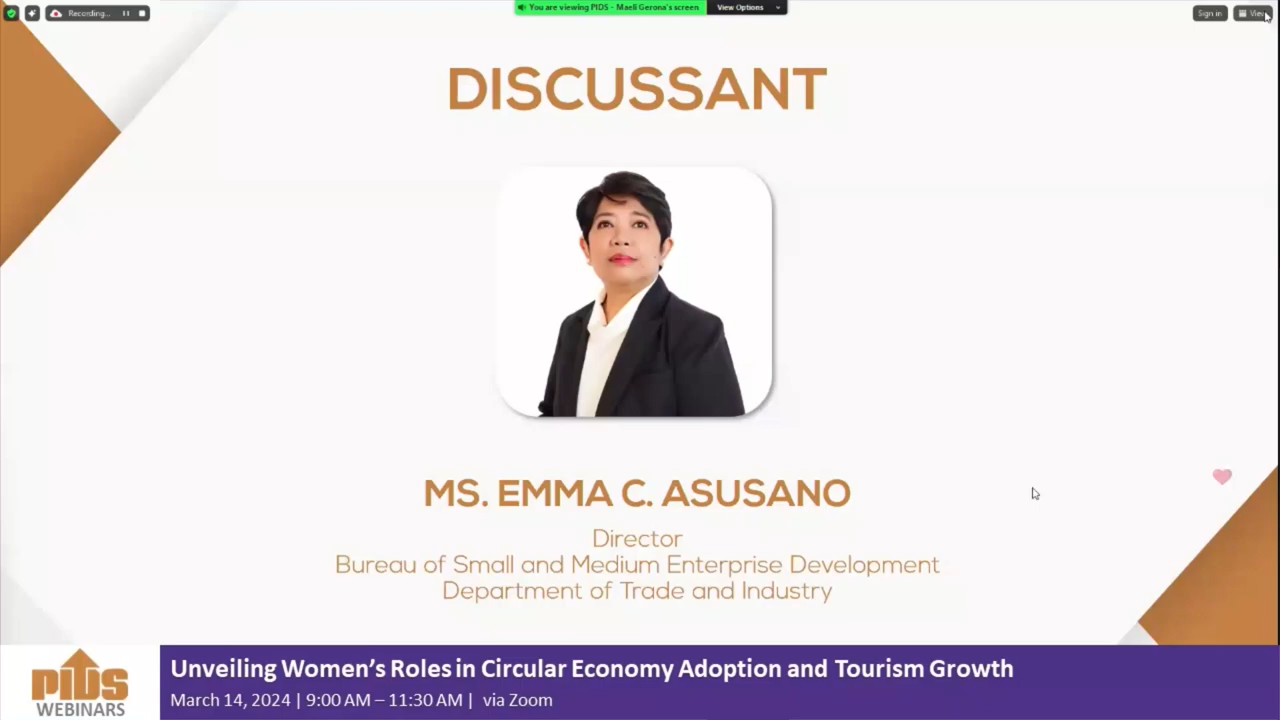 Recording...
You are viewing PIDS - Maeli Gerona's screen
View Options
Sign in
View
DISCUSSANT
MS. EMMA C. ASUSANO
Director
Bureau of Small and Medium Enterprise Development
Department of Trade and Industry
PIDS
WEBINARS
Unveiling Women's Roles in Circular Economy Adoption and Tourism Growth
March 14, 2024 | 9:00 AM – 11:30 AM | via Zoom